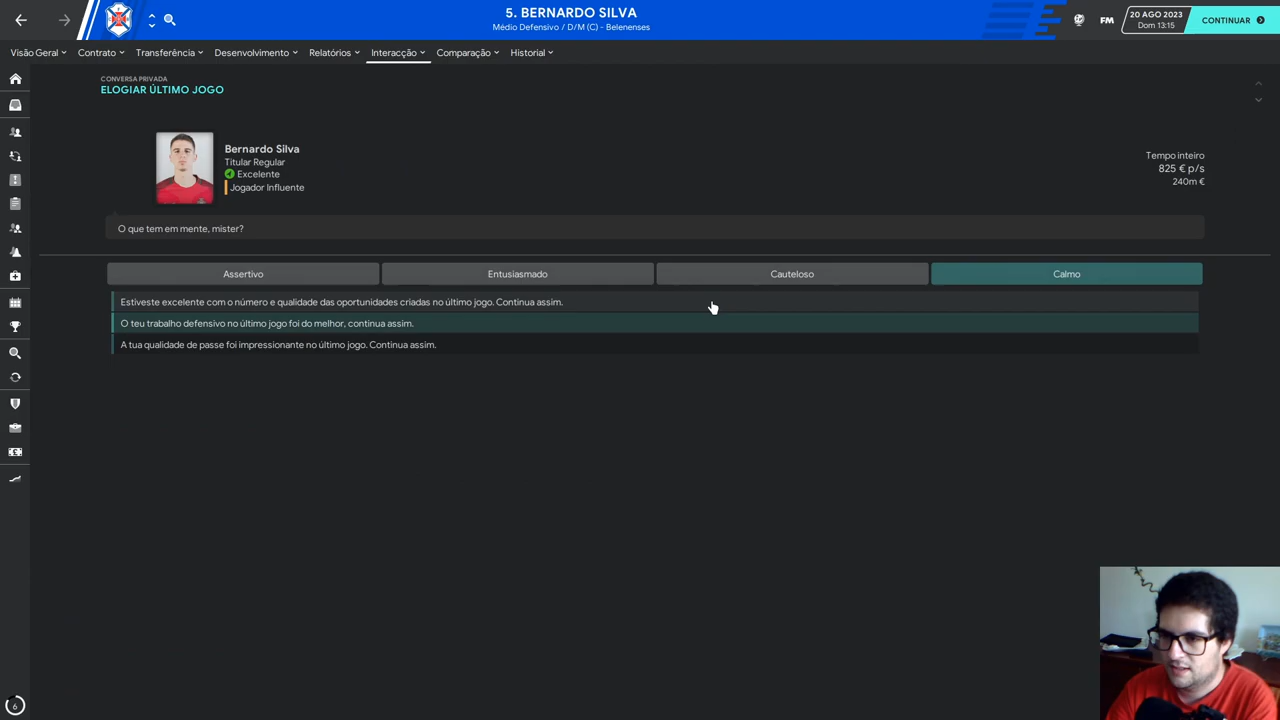 5. BERNARDO SILVA
Médio Defensivo / D/M (C) - Belenenses
FM
20 AGO 2023
Dom 13:15
CONTINUAR
Visão Geral
Contrato
Transferência
Desenvolvimento
Relatórios
Interacção
Comparação
Historial
CONVERSA PRIVADA
ELOGIAR ÚLTIMO JOGO
Bernardo Silva
Titular Regular
Excelente
Jogador Influente
Tempo inteiro
825 € p/s
240m €
O que tem em mente, mister?
Assertivo
Entusiasmado
Cauteloso
Calmo
Estiveste excelente com o número e qualidade das oportunidades criadas no último jogo. Continua assim.
O teu trabalho defensivo no último jogo foi do melhor, continua assim.
A tua qualidade de passe foi impressionante no último jogo. Continua assim.
6